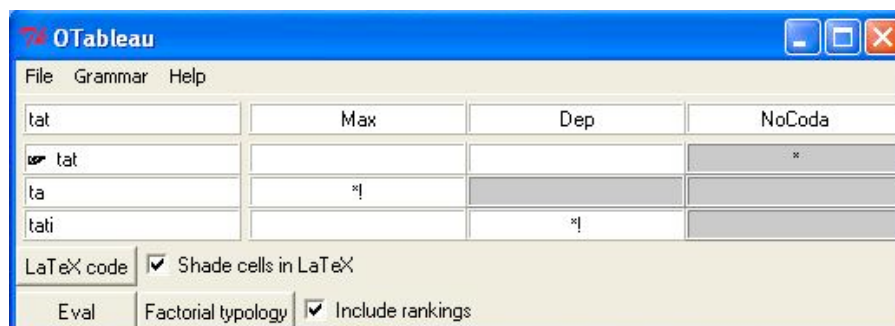 OTableau
File Grammar Help
tat Max Dep NoCoda
☞ tat *
ta *!
tati *!
LaTeX code Shade cells in LaTeX
Eval Factorial typology Include rankings